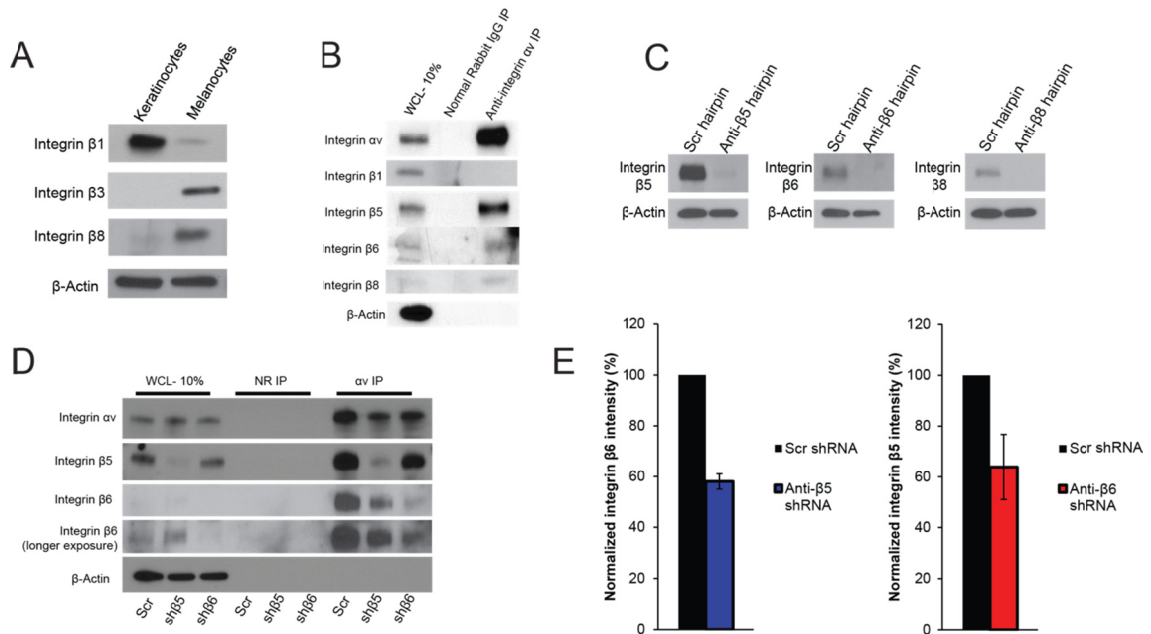 A
Keratinocytes
Melanocytes
Integrin β1
Integrin β3
Integrin β8
β-Actin
B
WCL- 10%
Normal Rabbit IgG IP
Anti-integrin αv IP
Integrin αv
Integrin β1
Integrin β5
ntegrin β6
ntegrin β8
β-Actin
C
Scr hairpin
Anti-β5 hairpin
Integrin
β5
β-Actin
Scr hairpin
Anti-β6 hairpin
Integrin
β6
β-Actin
Scr hairpin
Anti-β8 hairpin
Integrin
38
β-Actin
D
WCL- 10%
NR IP
αv IP
Integrin αv
Integrin β5
Integrin β6
Integrin β6
(longer exposure)
β-Actin
Scr
shβ5
shβ6
Scr
shβ5
shβ6
Scr
shβ5
shβ6
E
Normalized integrin β6 intensity (%)
120
100
80
60
40
20
0
Scr shRNA
Anti-β5
shRNA
Normalized integrin β5 intensity (%)
120
100
80
60
40
20
0
Scr shRNA
Anti-β6
shRNA